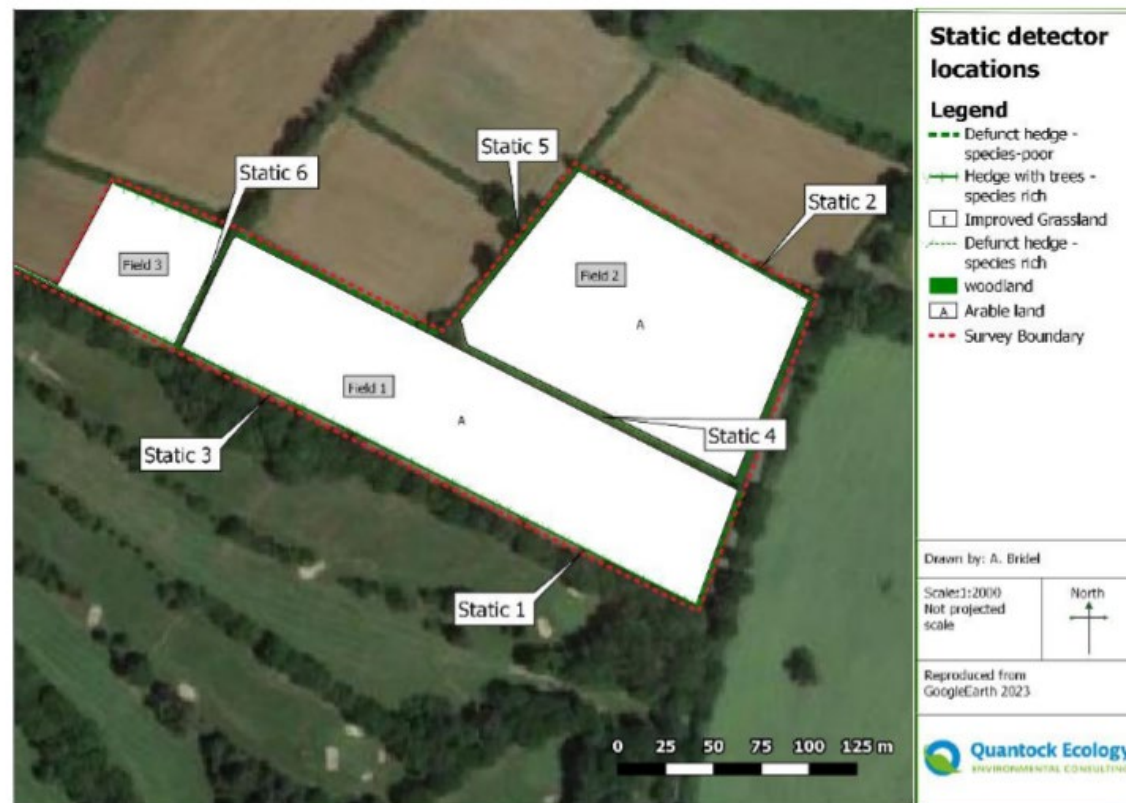 Static detector
locations
Legend
Defunct hedge -
species-poor
Hedge with trees -
species rich
I Improved Grassland
Defunct hedge -
species rich
woodland
A Arable land
Survey Boundary
Static 6
Static 5
Static 2
Field 3
Field 2
A
Field 1
A
Static 4
Static 3
Static 1
0 25 50 75 100 125 m
Drawn by: A. Bridel
Scale:1:2000
Not projected
scale
North
Reproduced from
GoogleEarth 2023
Quantock Ecology
ENVIRONMENTAL CONSULTING